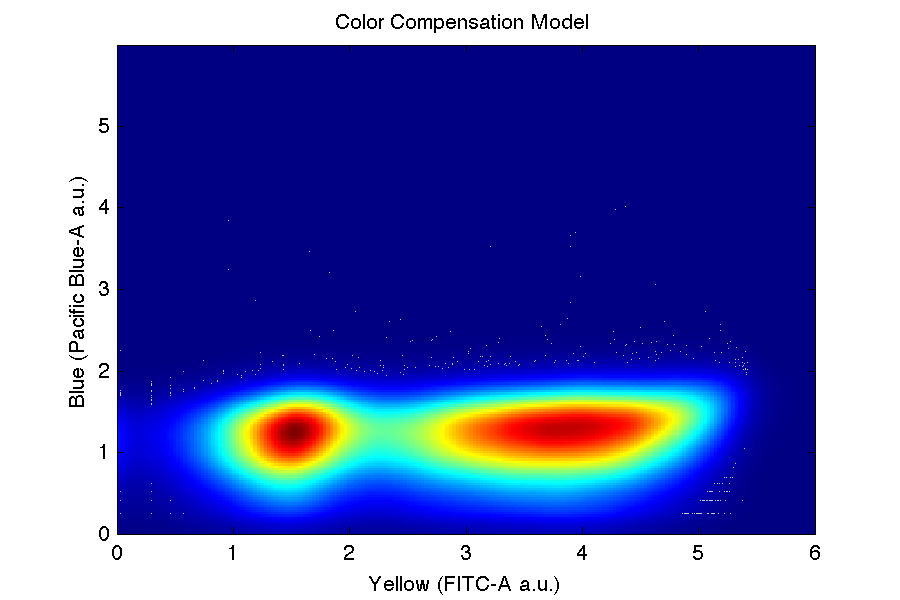 Color Compensation Model
5
4
3
2
1
0
Blue (Pacific Blue-A a.u.)
0 1 2 3 4 5 6
Yellow (FITC-A a.u.)